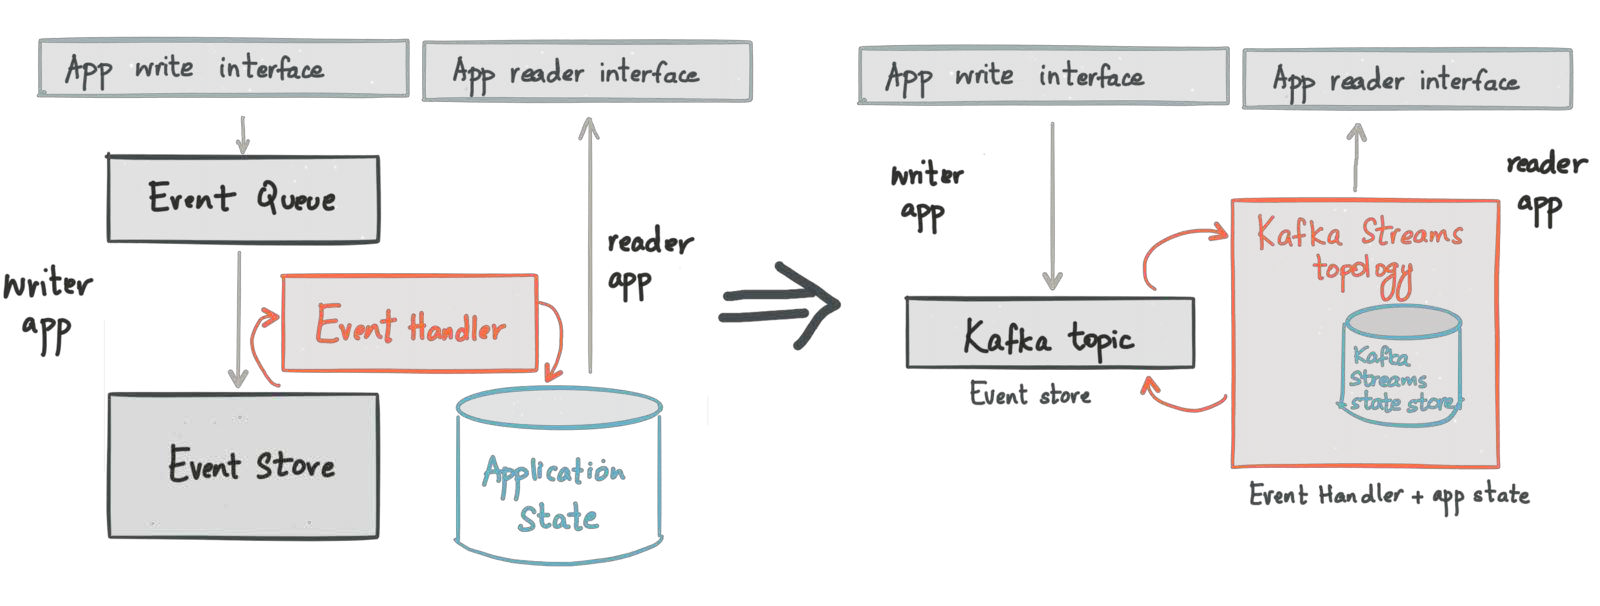 App write interface
App reader interface
Event Queue
writer
app
reader
app
Event Handler
Event Store
Application
State
App write interface
App reader interface
writer
app
reader
app
Kafka Streams
topology
Kafka topic
Event store
Kafka
Streams
state store
Event Handler + app state